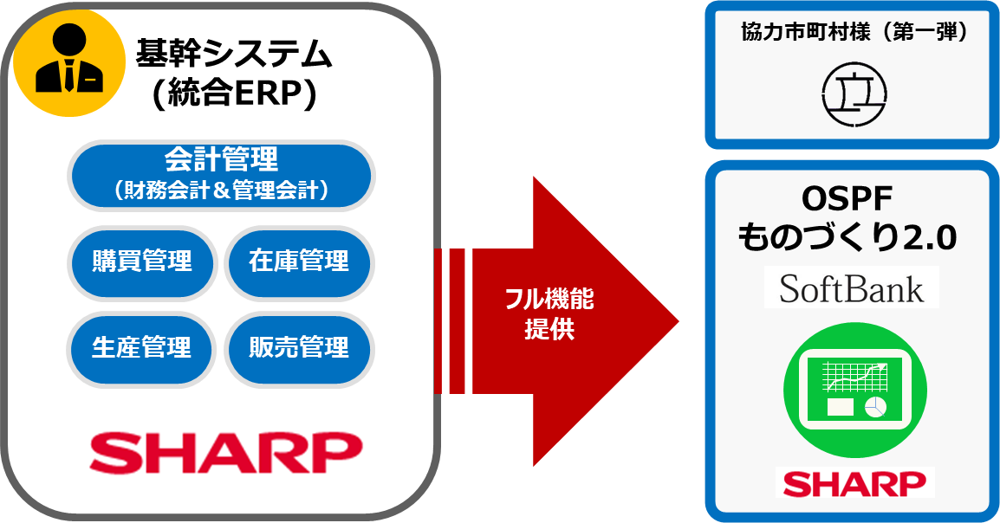 基幹システム
(統合ERP)
会計管理
（財務会計＆管理会計）
購買管理
在庫管理
生産管理
販売管理
SHARP
フル機能
提供
協力市町村様（第一弾）
OSPF
ものづくり2.0
SoftBank
SHARP